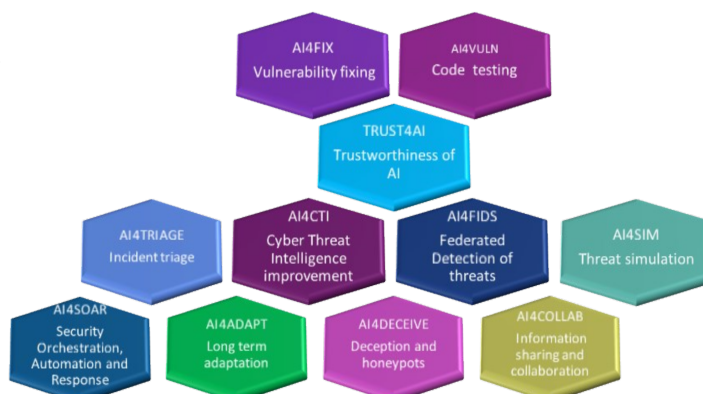 AI4FIX
Vulnerability fixing
AI4VULN
Code testing
TRUST4AI
Trustworthiness of
AI
AI4TRIAGE
Incident triage
AI4CTI
Cyber Threat
Intelligence
improvement
AI4FIDS
Federated
Detection of
threats
AI4SIM
Threat simulation
AI4SOAR
Security
Orchestration,
Automation and
Response
AI4ADAPT
Long term
adaptation
AI4DECEIVE
Deception and
honeypots
AI4COLLAB
Information
sharing and
collaboration